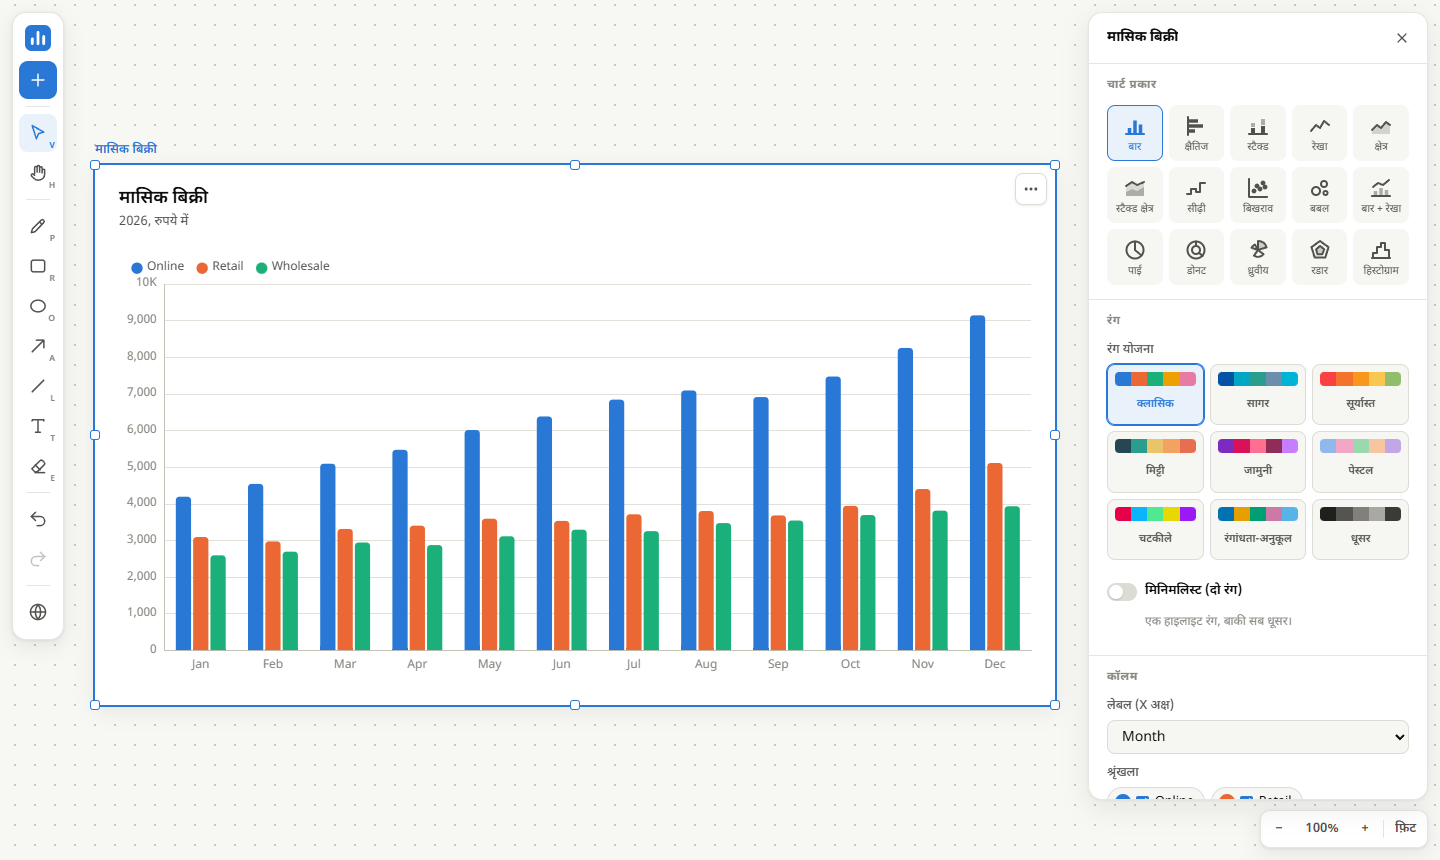 V
H
P
R
O
A
L
T
E
मासिक बिक्री
मासिक बिक्री
2026, रुपये में
Online Retail Wholesale
10K
9,000
8,000
7,000
6,000
5,000
4,000
3,000
2,000
1,000
0
Jan Feb Mar Apr May Jun Jul Aug Sep Oct Nov Dec
मासिक बिक्री
चार्ट प्रकार
बार क्षैतिज स्टैक्ड रेखा क्षेत्र
स्टैक्ड क्षेत्र सीढ़ी बिखराव बबल बार + रेखा
पाई डोनट ध्रुवीय रडार हिस्टोग्राम
रंग
रंग योजना
क्लासिक सागर सूर्यास्त
मिट्टी जामुनी पेस्टल
चटकीले रंगांधता-अनुकूल धूसर
मिनिमलिस्ट (दो रंग)
एक हाइलाइट रंग, बाकी सब धूसर।
कॉलम
लेबल (X अक्ष)
Month
श्रृंखला
Online Retail
− 100% + फ़िट